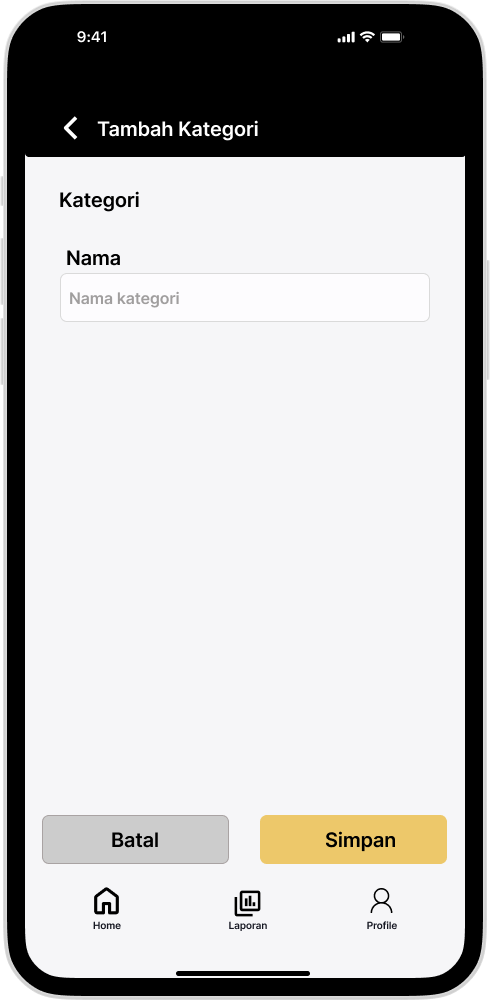 9:41
Tambah Kategori
Kategori
Nama
Nama kategori
Batal
Simpan
Home
Laporan
Profile